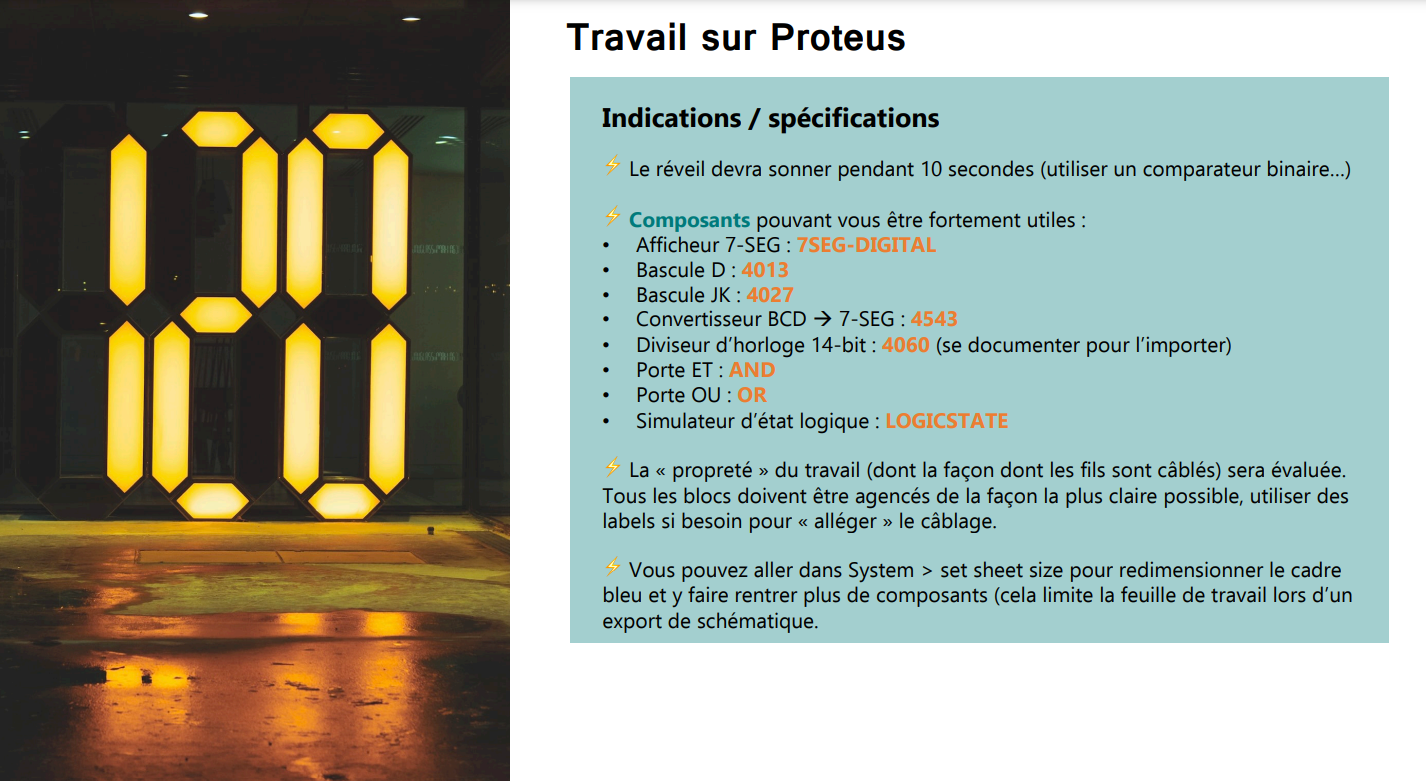 Travail sur Proteus
Indications / spécifications
⚡ Le réveil devra sonner pendant 10 secondes (utiliser un comparateur binaire...)
⚡ Composants pouvant vous être fortement utiles :
• Afficheur 7-SEG : 7SEG-DIGITAL
• Bascule D : 4013
• Bascule JK : 4027
• Convertisseur BCD → 7-SEG : 4543
• Diviseur d'horloge 14-bit : 4060 (se documenter pour l'importer)
• Porte ET : AND
• Porte OU : OR
• Simulateur d'état logique : LOGICSTATE
⚡ La « propreté » du travail (dont la façon dont les fils sont câblés) sera évaluée.
Tous les blocs doivent être agencés de la façon la plus claire possible, utiliser des
labels si besoin pour « alléger » le câblage.
⚡ Vous pouvez aller dans System > set sheet size pour redimensionner le cadre
bleu et y faire rentrer plus de composants (cela limite la feuille de travail lors d'un
export de schématique.